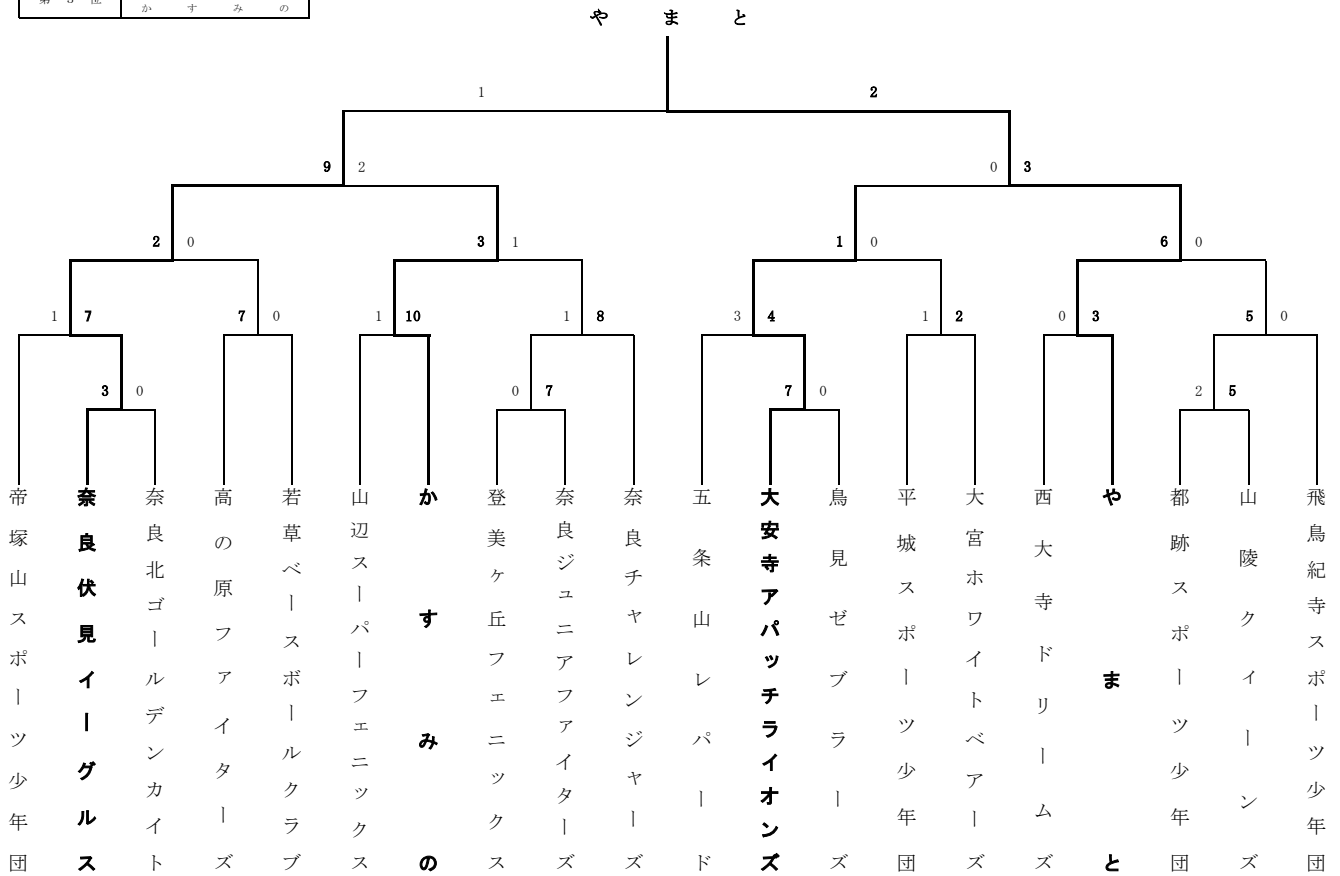 第 3 位 かすみの
やまと
1 2
9 2 0 3
2 0 3 1 1 0 6 0
1 7 7 0 1 10 1 8 3 4 1 2 0 3 5 0
3 0 0 7 7 0 2 5
帝塚山スポーツ少年団
奈良伏見イーグルス
奈良北ゴールデンカイト
高の原ファイターズ
若草ベースボールクラブ
山辺スーパーフェニックス
かすみの
登美ヶ丘フェニックス
奈良ジュニアファイターズ
奈良チャレンジャーズ
五条山レパード
大安寺アパッチライオンズ
鳥見ゼブラーズ
平城スポーツ少年団
大宮ホワイトベアーズ
西大寺ドリームズ
やまと
都跡スポーツ少年団
山陵クィーンズ
飛鳥紀寺スポーツ少年団